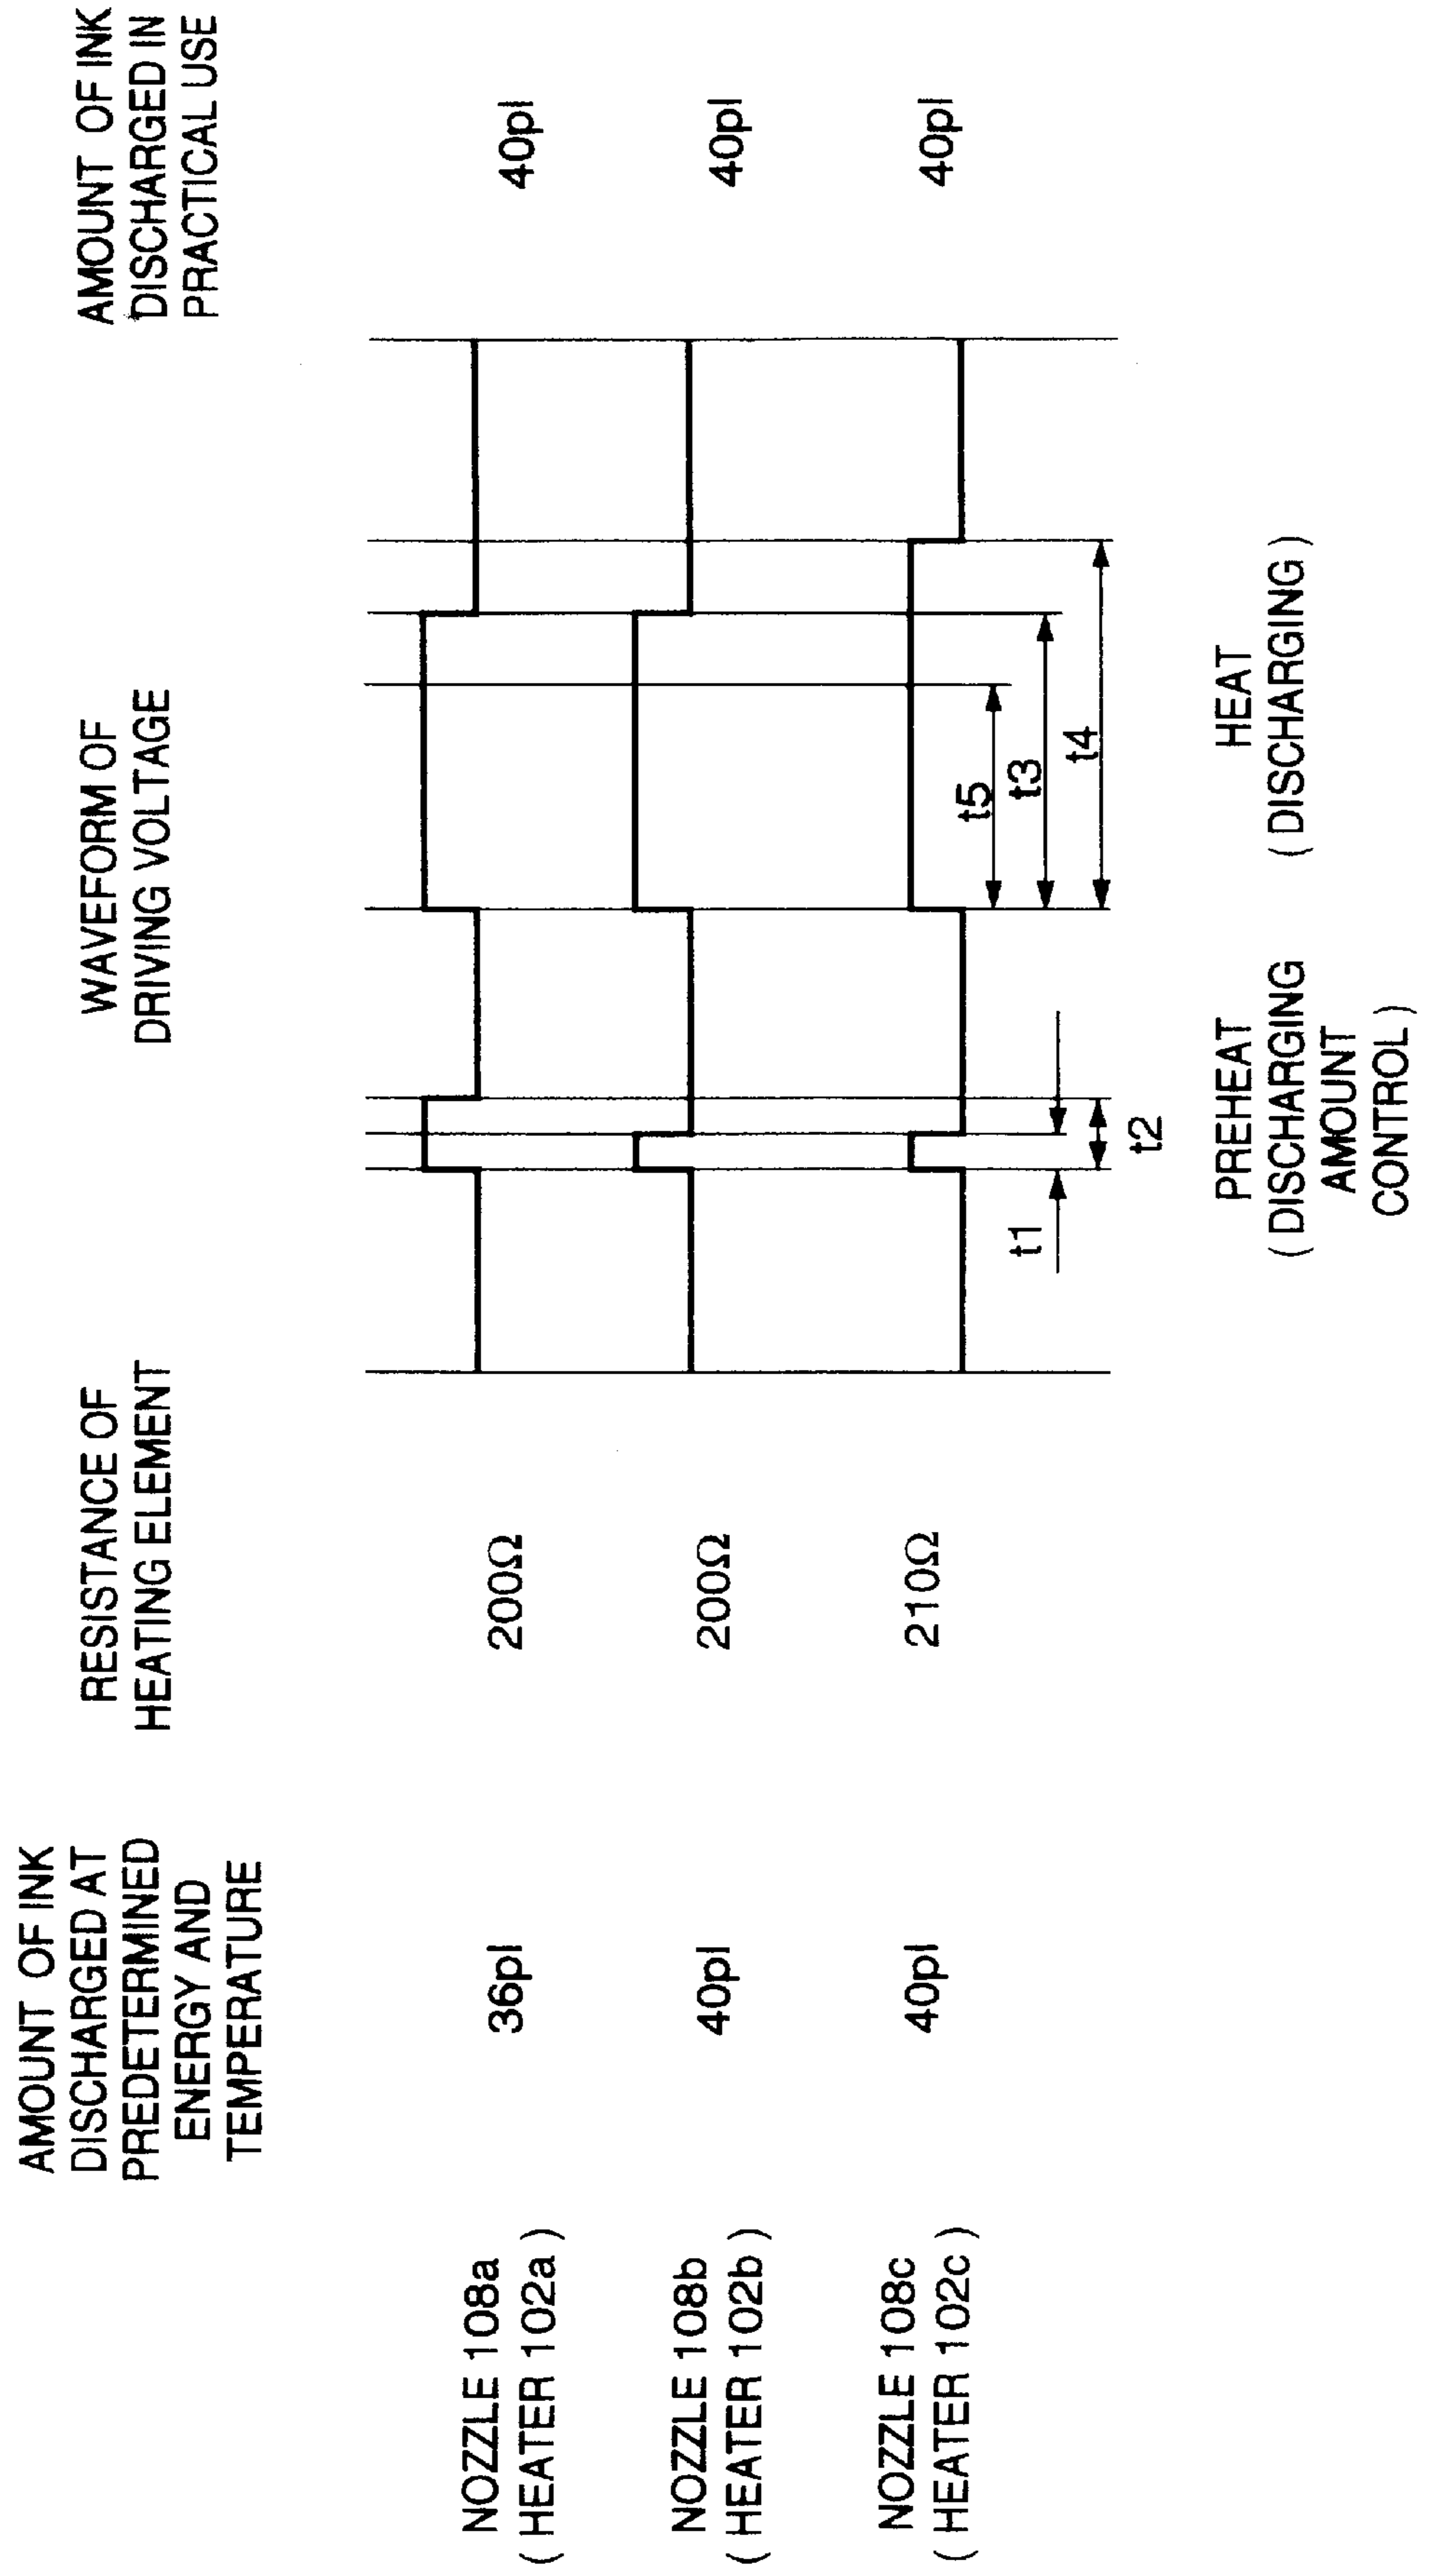 AMOUNT OF INK
DISCHARGED AT
PREDETERMINED
ENERGY AND
TEMPERATURE
RESISTANCE OF
HEATING ELEMENT
WAVEFORM OF
DRIVING VOLTAGE
AMOUNT OF INK
DISCHARGED IN
PRACTICAL USE
NOZZLE 108a
( HEATER 102a )
36pl
200Ω
40pl
NOZZLE 108b
( HEATER 102b )
40pl
200Ω
40pl
NOZZLE 108c
( HEATER 102c )
40pl
210Ω
40pl
t1
t2
t5
t3
t4
PREHEAT
( DISCHARGING
AMOUNT
CONTROL )
HEAT
( DISCHARGING )